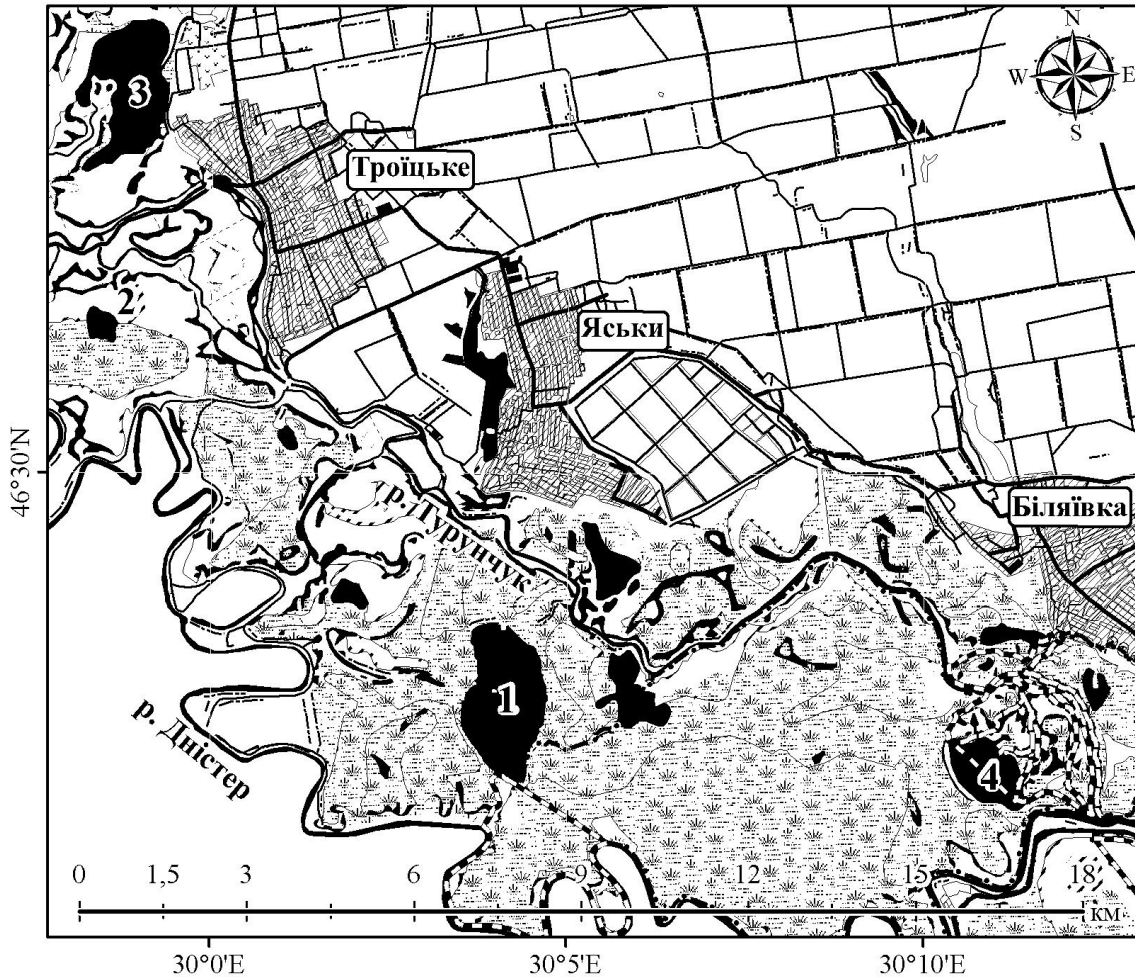 N
W E
S
3
Троїцьке
2
Яськи
46°30'N
Біляївка
р. Турунчук
1
р. Дністер
4
0 1,5 3 6 9 12 15 18
км
30°0'E 30°5'E 30°10'E